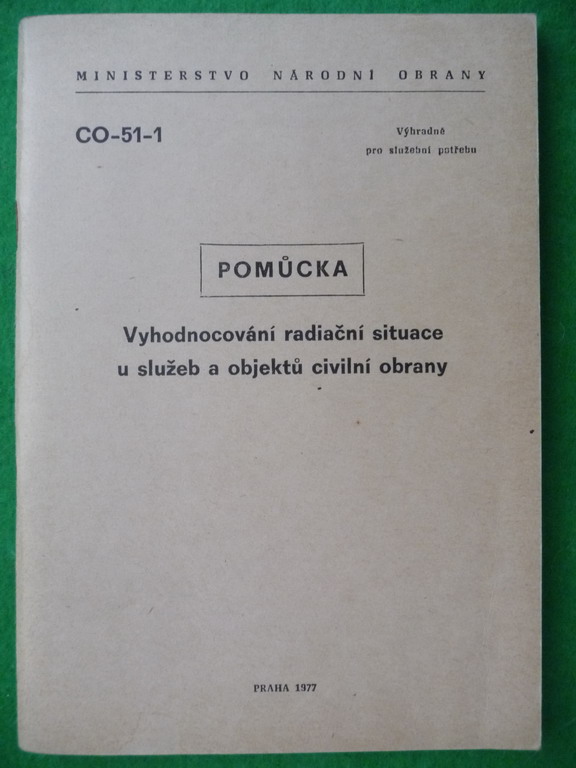 MINISTERSTVO NÁRODNÍ OBRANY
CO-51-1
Výhradně
pro služební potřebu
POMŮCKA
Vyhodnocování radiační situace
u služeb a objektů civilní obrany
PRAHA 1977